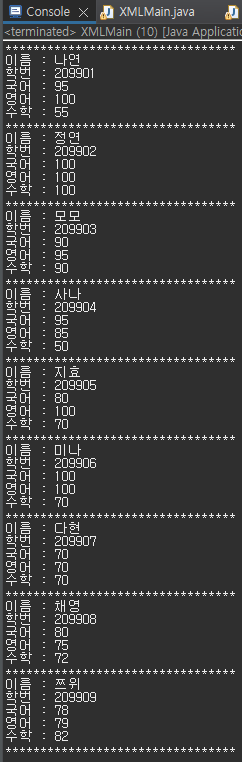 Console XMLMain.java
<terminated> XMLMain (10) [Java Applicatio
***********************************
이름 : 나연
학번 : 209901
국어 : 95
영어 : 100
수학 : 55
***********************************
이름 : 정연
학번 : 209902
국어 : 100
영어 : 100
수학 : 100
***********************************
이름 : 모모
학번 : 209903
국어 : 90
영어 : 95
수학 : 90
***********************************
이름 : 사나
학번 : 209904
국어 : 95
영어 : 85
수학 : 50
***********************************
이름 : 지효
학번 : 209905
국어 : 80
영어 : 100
수학 : 70
***********************************
이름 : 미나
학번 : 209906
국어 : 100
영어 : 100
수학 : 70
***********************************
이름 : 다현
학번 : 209907
국어 : 70
영어 : 70
수학 : 70
***********************************
이름 : 채영
학번 : 209908
국어 : 80
영어 : 75
수학 : 72
***********************************
이름 : 쯔위
학번 : 209909
국어 : 78
영어 : 79
수학 : 82
***********************************